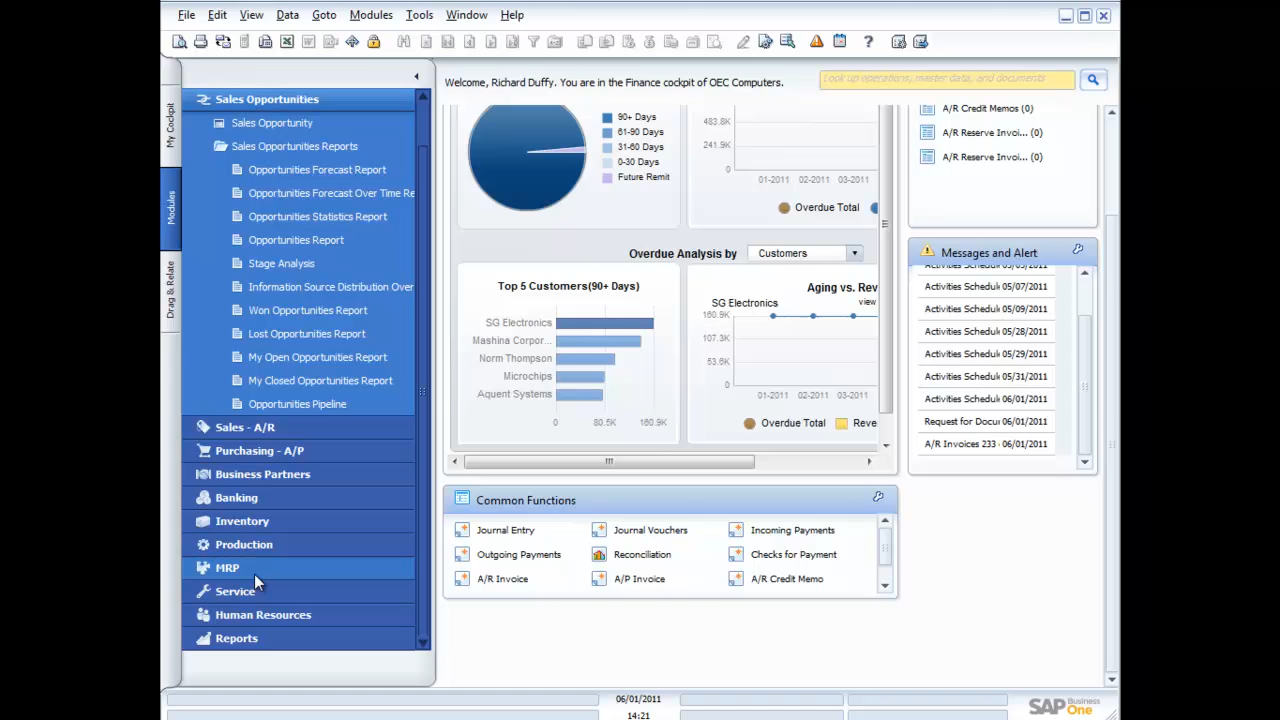 File Edit View Data Goto Modules Tools Window Help
Welcome, Richard Duffy. You are in the Finance cockpit of OEC Computers.
Look up operations, master data, and documents
My Cockpit
Modules
Drag & Relate
Sales Opportunities
Sales Opportunity
Sales Opportunities Reports
Opportunities Forecast Report
Opportunities Forecast Over Time Re
Opportunities Statistics Report
Opportunities Report
Stage Analysis
Information Source Distribution Over
Won Opportunities Report
Lost Opportunities Report
My Open Opportunities Report
My Closed Opportunities Report
Opportunities Pipeline
Sales - A/R
Purchasing - A/P
Business Partners
Banking
Inventory
Production
MRP
Service
Human Resources
Reports
90+ Days
61-90 Days
31-60 Days
0-30 Days
Future Remit
483.8K
241.9K
0
01-2011 02-2011 03-2011
Overdue Total
Overdue Analysis by Customers
Top 5 Customers(90+ Days)
SG Electronics
Mashina Corpor...
Norm Thompson
Microchips
Aquent Systems
0 80.5K 160.9K
Aging vs. Rev
view
SG Electronics
160.9K
107.3K
53.6K
0
01-2011 02-2011 03-2011
Overdue Total Reve
A/R Credit Memos (0)
A/R Reserve Invoi... (0)
A/R Reserve Invoi... (0)
Messages and Alert
Activities Schedul 05/05/2011
Activities Schedul 05/07/2011
Activities Schedul 05/09/2011
Activities Schedul 05/28/2011
Activities Schedul 05/29/2011
Activities Schedul 05/31/2011
Activities Schedul 06/01/2011
Request for Docu 06/01/2011
A/R Invoices 233 06/01/2011
Common Functions
Journal Entry Journal Vouchers Incoming Payments
Outgoing Payments Reconciliation Checks for Payment
A/R Invoice A/P Invoice A/R Credit Memo
06/01/2011
14:21
SAP Business One